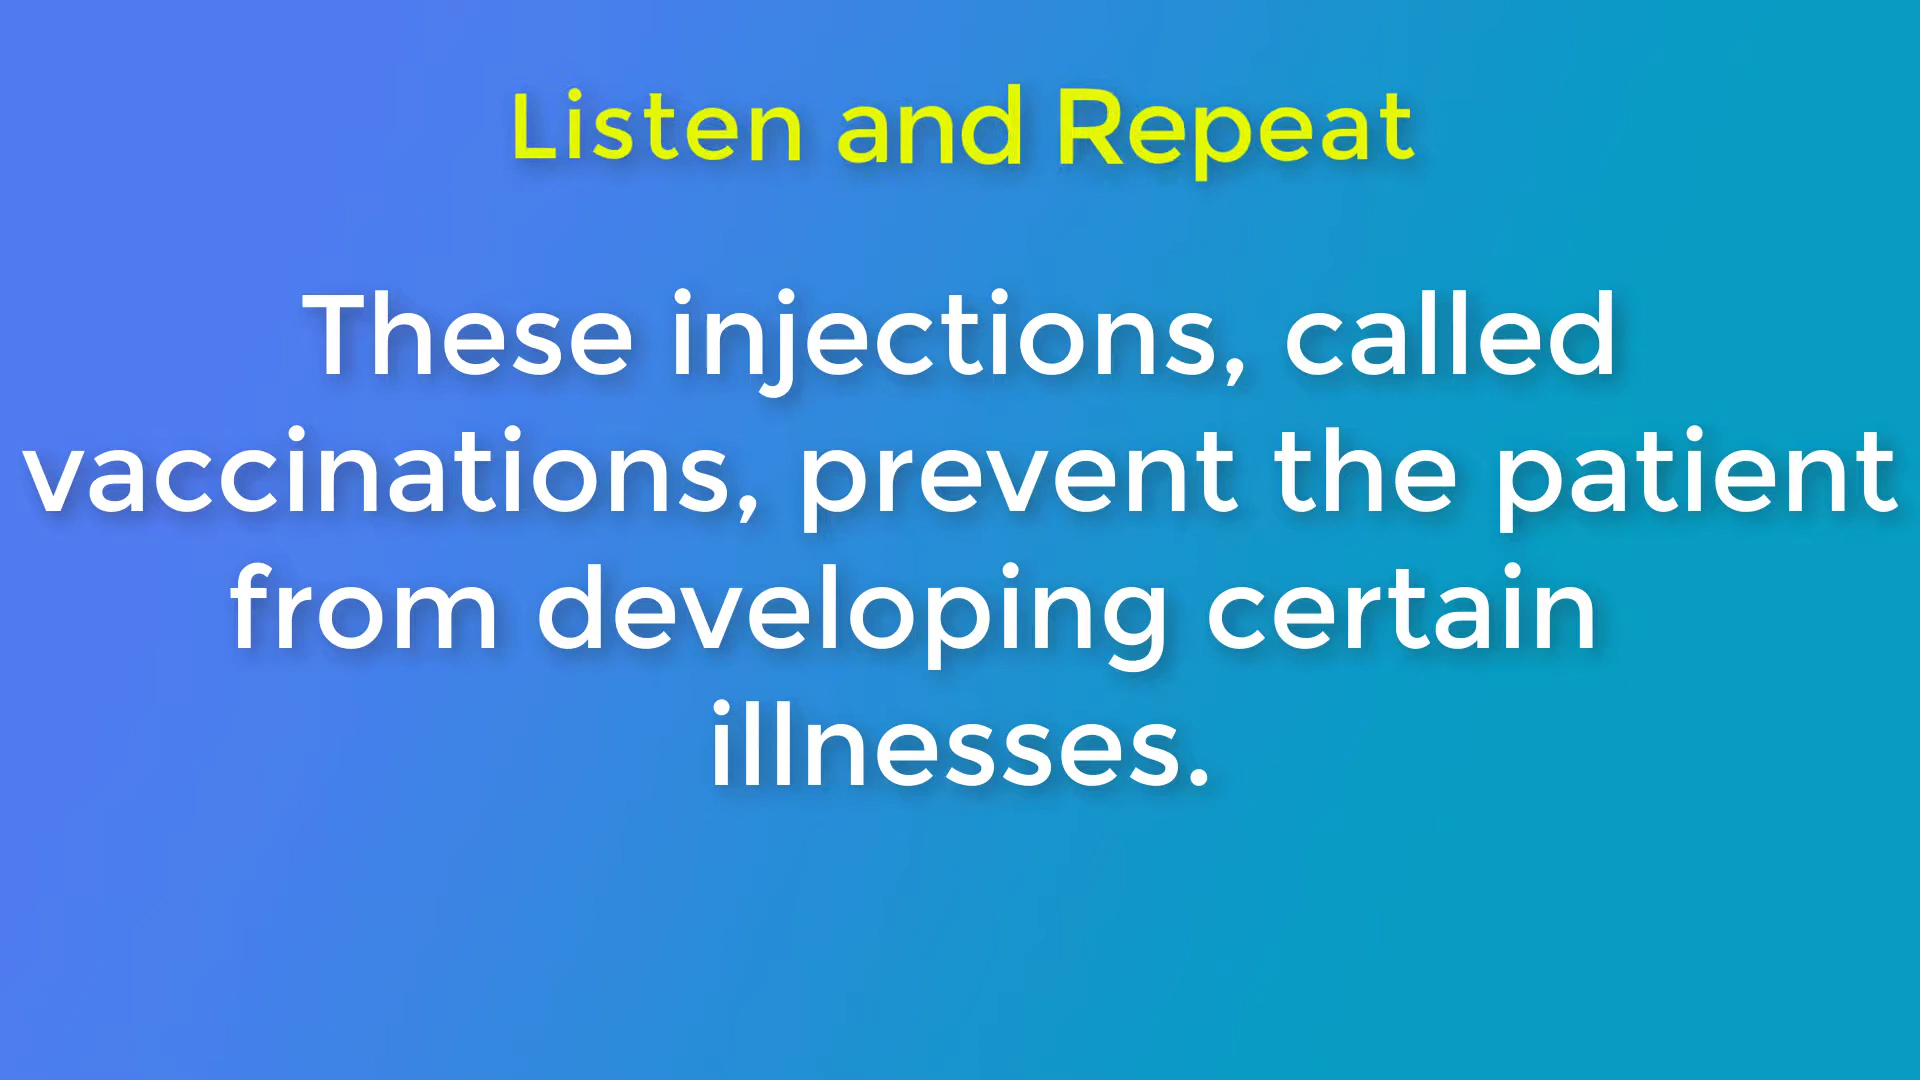 Listen and Repeat
These injections, called
vaccinations, prevent the patient
from developing certain
illnesses.